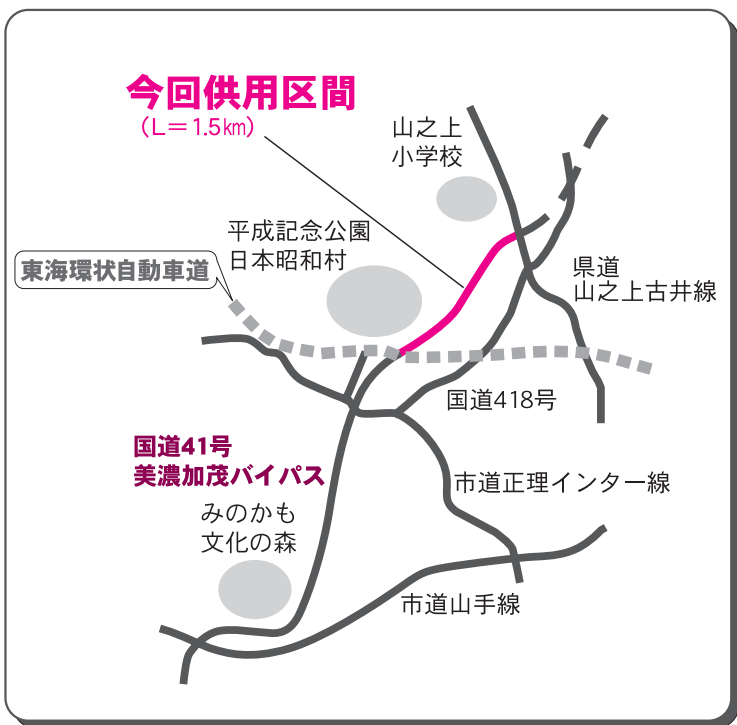 今回供用区間
（L＝1.5㎞）
山之上
小学校
平成記念公園
日本昭和村
東海環状自動車道
県道
山之上古井線
国道418号
国道41号
美濃加茂バイパス
市道正理インター線
みのかも
文化の森
市道山手線